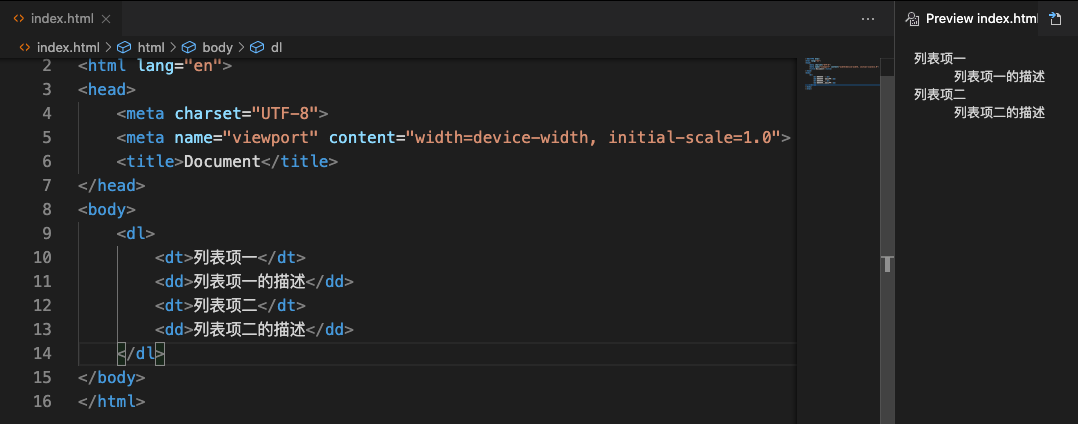 index.html
Preview index.html
index.html > html > body > dl
2 <html lang="en">
3 <head>
4 <meta charset="UTF-8">
5 <meta name="viewport" content="width=device-width, initial-scale=1.0">
6 <title>Document</title>
7 </head>
8 <body>
9 <dl>
10 <dt>列表项一</dt>
11 <dd>列表项一的描述</dd>
12 <dt>列表项二</dt>
13 <dd>列表项二的描述</dd>
14 </dl>
15 </body>
16 </html>
列表项一
列表项一的描述
列表项二
列表项二的描述